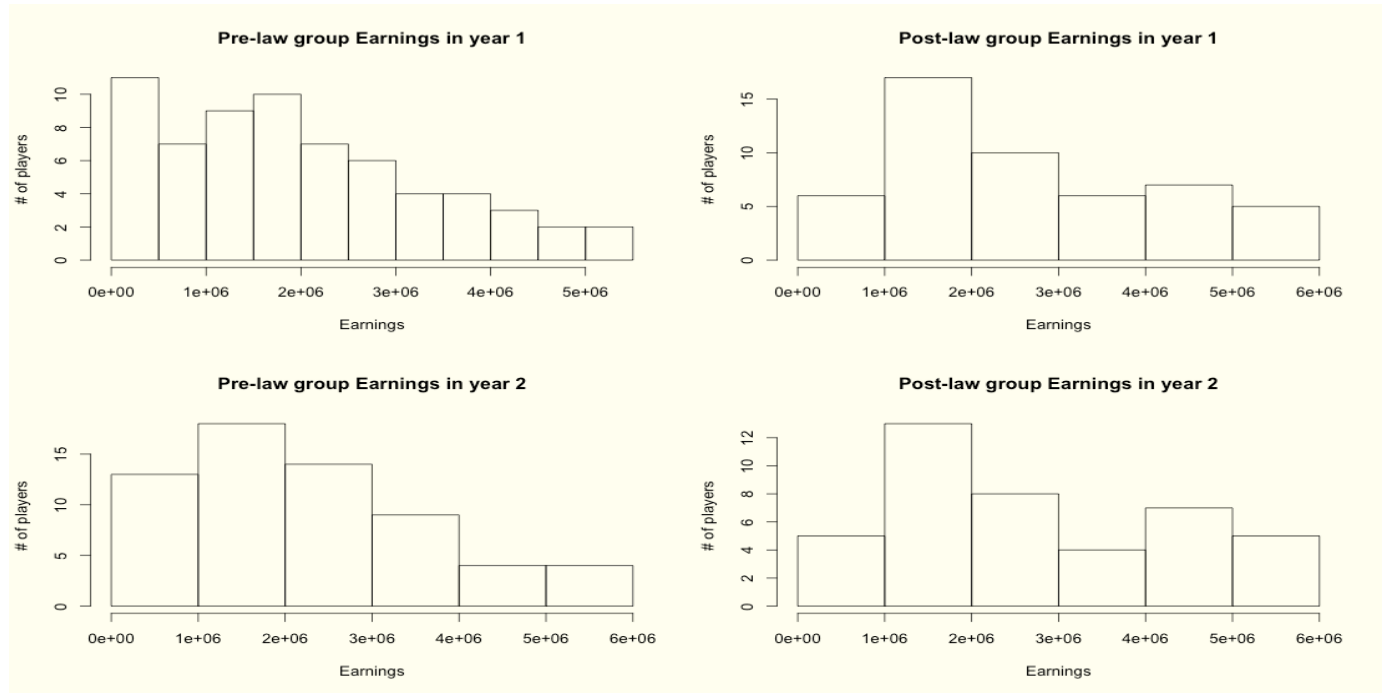 Pre-law group Earnings in year 1
# of players
10
8
6
4
2
0
0e+00 1e+06 2e+06 3e+06 4e+06 5e+06
Earnings
Post-law group Earnings in year 1
# of players
15
10
5
0
0e+00 1e+06 2e+06 3e+06 4e+06 5e+06 6e+06
Earnings
Pre-law group Earnings in year 2
# of players
15
10
5
0
0e+00 1e+06 2e+06 3e+06 4e+06 5e+06 6e+06
Earnings
Post-law group Earnings in year 2
# of players
12
10
8
6
4
2
0
0e+00 1e+06 2e+06 3e+06 4e+06 5e+06 6e+06
Earnings